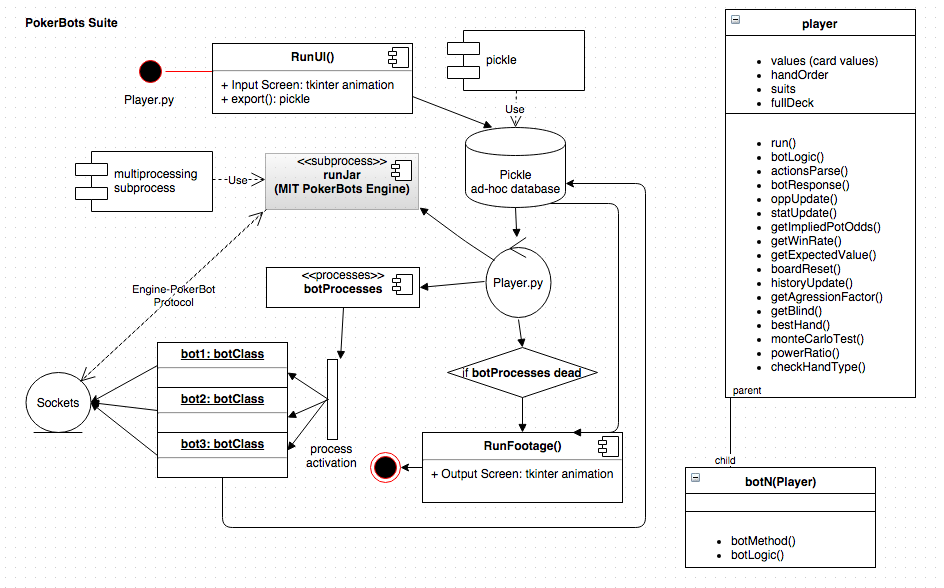 PokerBots Suite
RunUI()
+ Input Screen: tkinter animation
+ export(): pickle
Player.py
pickle
Use
multiprocessing
subprocess
Use
<<subprocess>>
runJar
(MIT PokerBots Engine)
Pickle
ad-hoc database
Engine-PokerBot
Protocol
<<processes>>
botProcesses
Player.py
if botProcesses dead
Sockets
bot1: botClass
bot2: botClass
bot3: botClass
process
activation
RunFootage()
+ Output Screen: tkinter animation
player
values (card values)
handOrder
suits
fullDeck
run()
botLogic()
actionsParse()
botResponse()
oppUpdate()
statUpdate()
getImpliedPotOdds()
getWinRate()
getExpectedValue()
boardReset()
historyUpdate()
getAgressionFactor()
getBlind()
bestHand()
monteCarloTest()
powerRatio()
checkHandType()
parent
child
botN(Player)
botMethod()
botLogic()